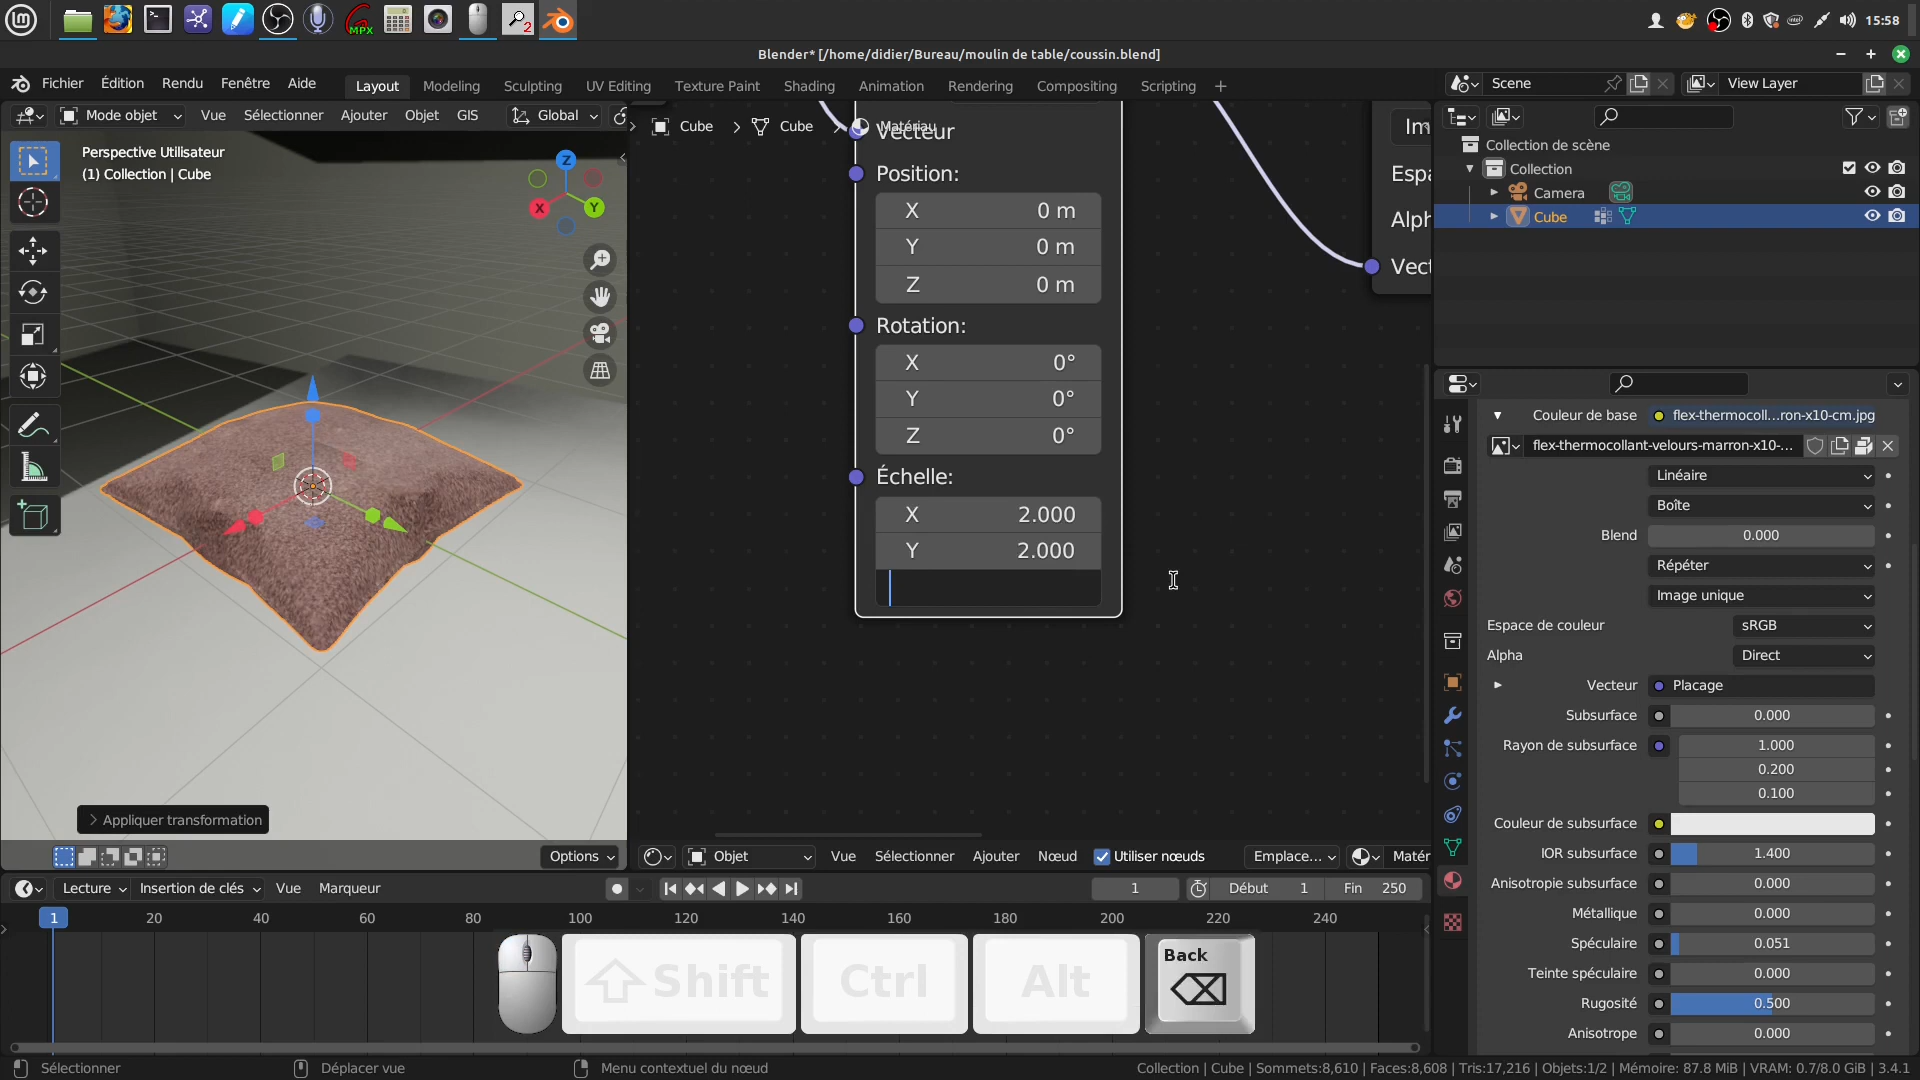 MPX
2
15:58
Blender* [/home/didier/Bureau/moulin de table/coussin.blend]
Fichier Édition Rendu Fenêtre Aide
Layout Modeling Sculpting UV Editing Texture Paint Shading Animation Rendering Compositing Scripting +
Scene
View Layer
Mode objet Vue Sélectionner Ajouter Objet GIS Global
Perspective Utilisateur
(1) Collection | Cube
Z
X
Y
Appliquer transformation
Options
Cube > Cube > Matériau
Vecteur
Position:
X 0 m
Y 0 m
Z 0 m
Rotation:
X 0°
Y 0°
Z 0°
Échelle:
X 2.000
Y 2.000
Im
Espa
Alph
Vect
Objet Vue Sélectionner Ajouter Nœud Utiliser nœuds Emplace... Matér
Collection de scène
Collection
Camera
Cube
Couleur de base flex-thermocoll...ron-x10-cm.jpg
flex-thermocollant-velours-marron-x10-...
Linéaire
Boîte
Blend 0.000
Répéter
Image unique
Espace de couleur sRGB
Alpha Direct
Vecteur Placage
Subsurface 0.000
Rayon de subsurface 1.000
0.200
0.100
Couleur de subsurface
IOR subsurface 1.400
Anisotropie subsurface 0.000
Métallique 0.000
Spéculaire 0.051
Teinte spéculaire 0.000
Rugosité 0.500
Anisotrope 0.000
Lecture Insertion de clés Vue Marqueur
1 Début 1 Fin 250
1 20 40 60 80 100 120 140 160 180 200 220 240
Shift Ctrl Alt Back
Sélectionner Déplacer vue Menu contextuel du nœud
Collection | Cube | Sommets:8,610 | Faces:8,608 | Tris:17,216 | Objets:1/2 | Mémoire: 87.8 MiB | VRAM: 0.7/8.0 GiB | 3.4.1